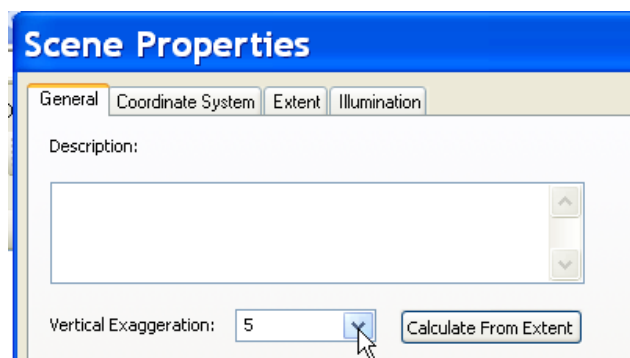 Scene Properties
General Coordinate System Extent Illumination
Description:
Vertical Exaggeration: 5 Calculate From Extent